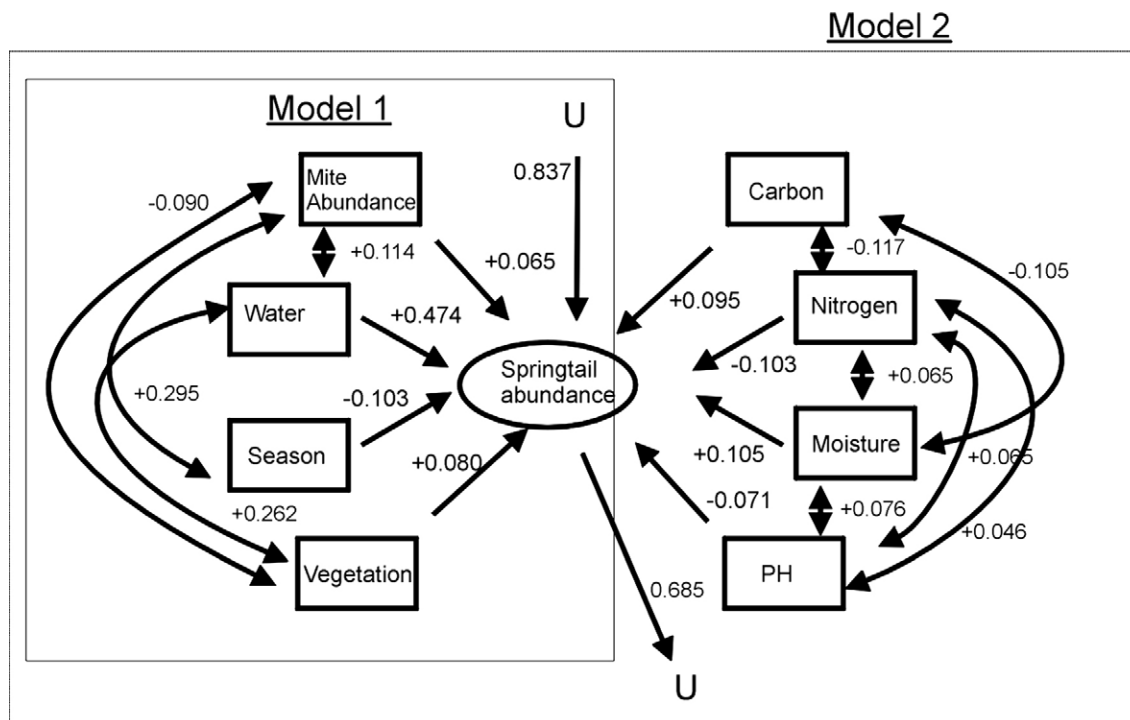 Model 2
Model 1
U
Mite
Abundance
Carbon
0.837
-0.090
+0.114
+0.065
-0.117
-0.105
+0.095
Water
Nitrogen
+0.474
Springtail
abundance
-0.103
+0.065
+0.295
-0.103
Season
Moisture
+0.080
+0.105
+0.065
+0.262
-0.071
+0.076
+0.046
Vegetation
PH
0.685
U